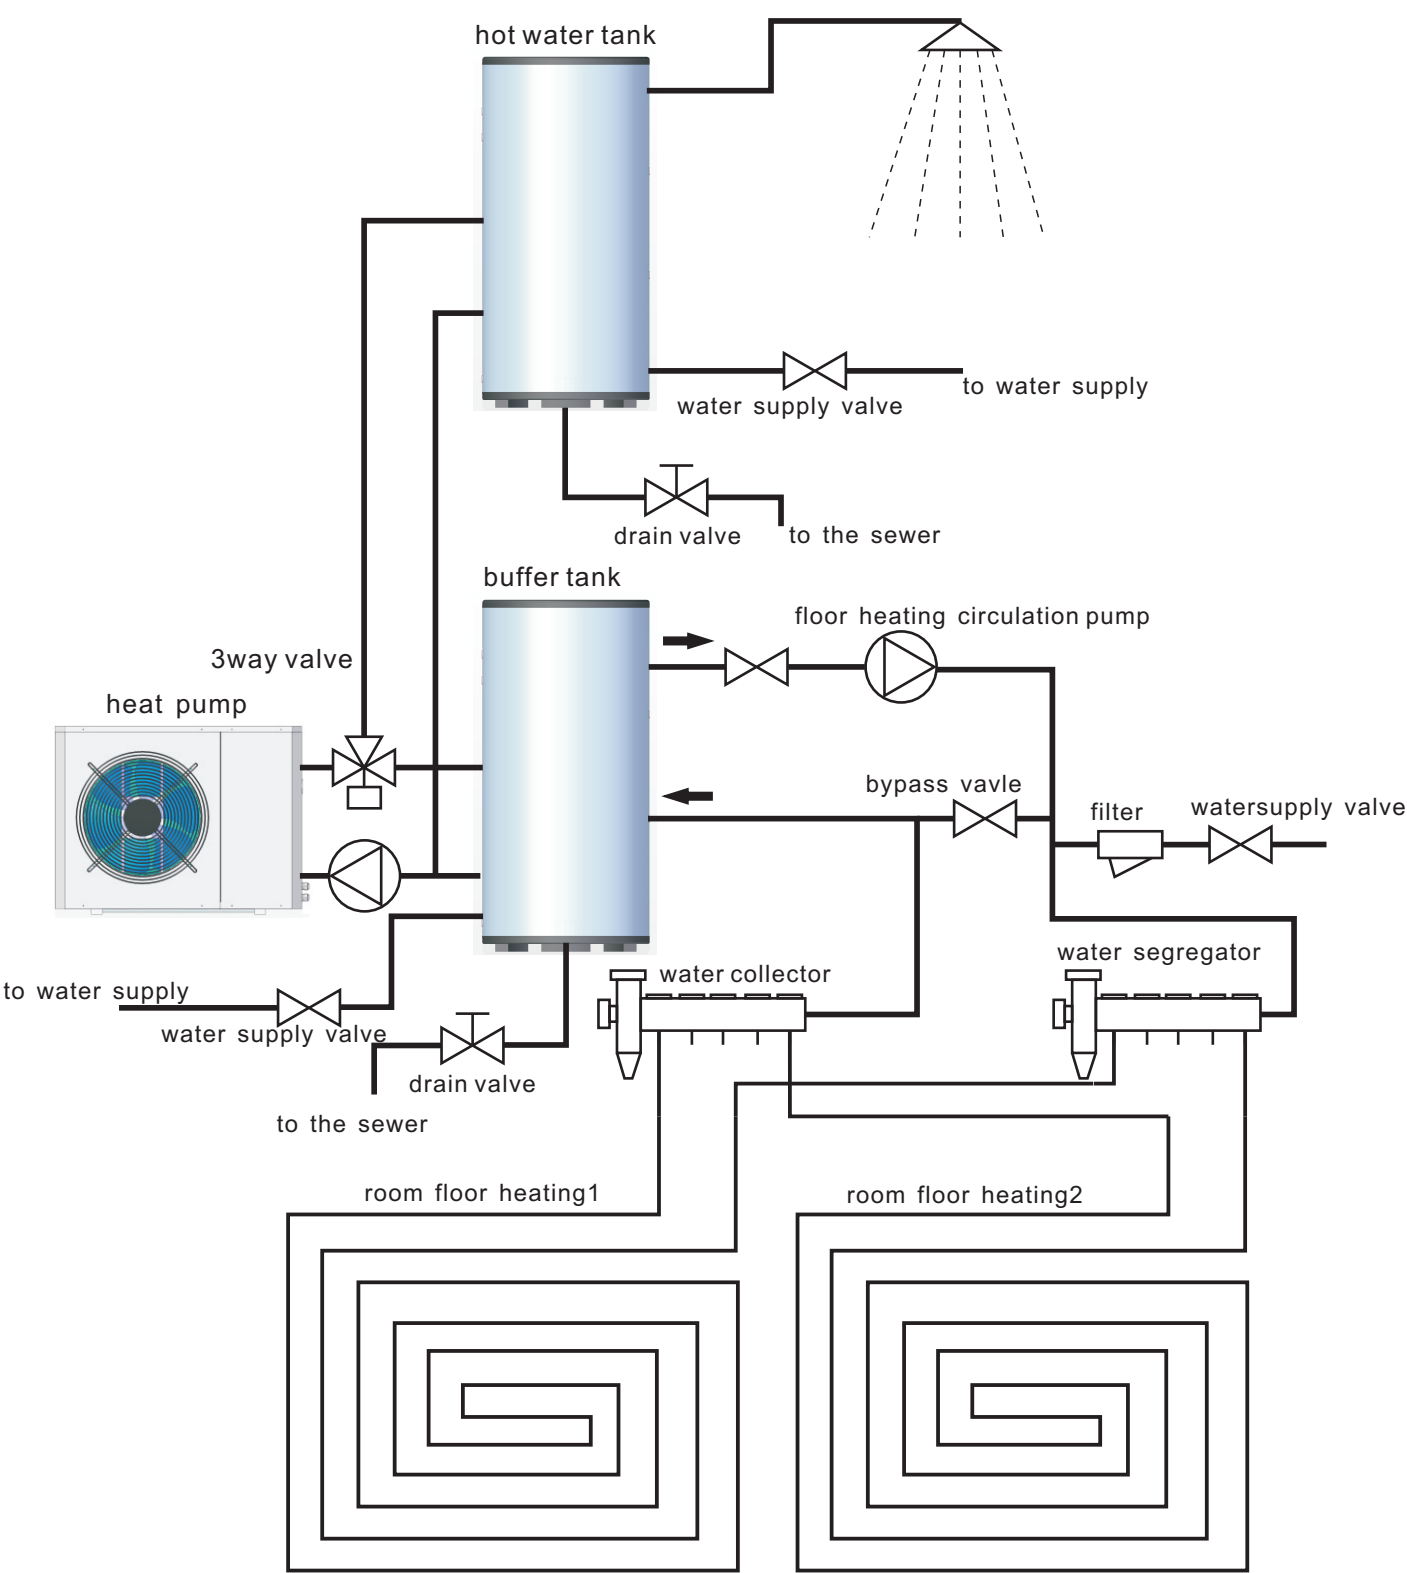 hot water tank
to water supply
water supply valve
drain valve
to the sewer
buffer tank
floor heating circulation pump
3way valve
heat pump
bypass vavle
filter
watersupply valve
water segregator
water collector
to water supply
water supply valve
drain valve
to the sewer
room floor heating1
room floor heating2